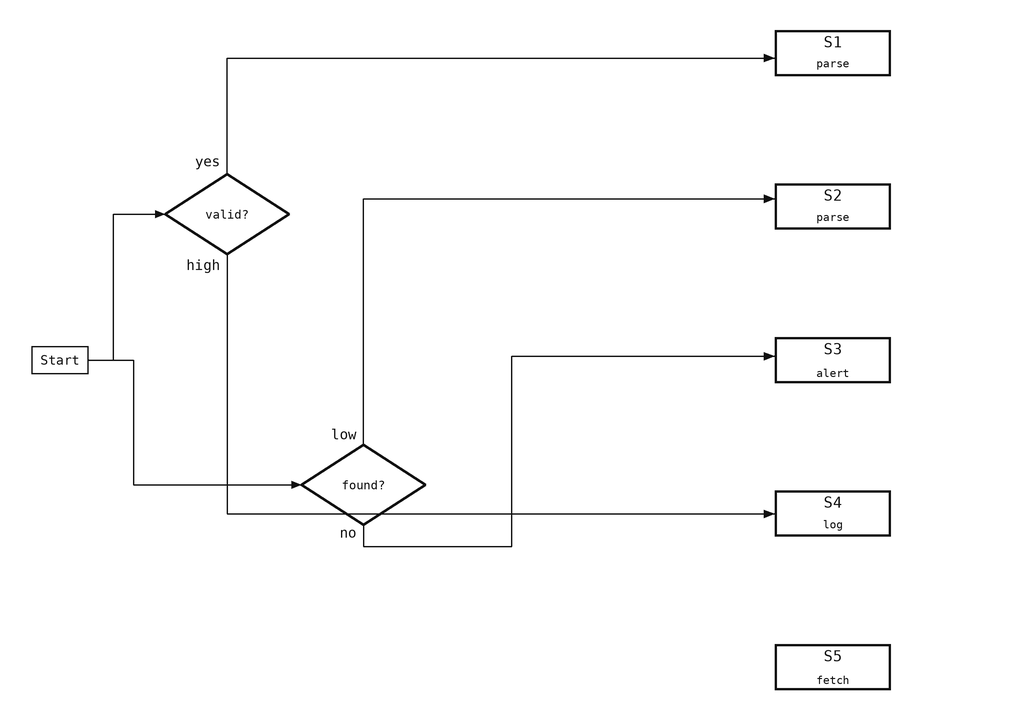 S1
parse
yes
valid?
high
S2
parse
Start
S3
alert
low
found?
no
S4
log
S5
fetch